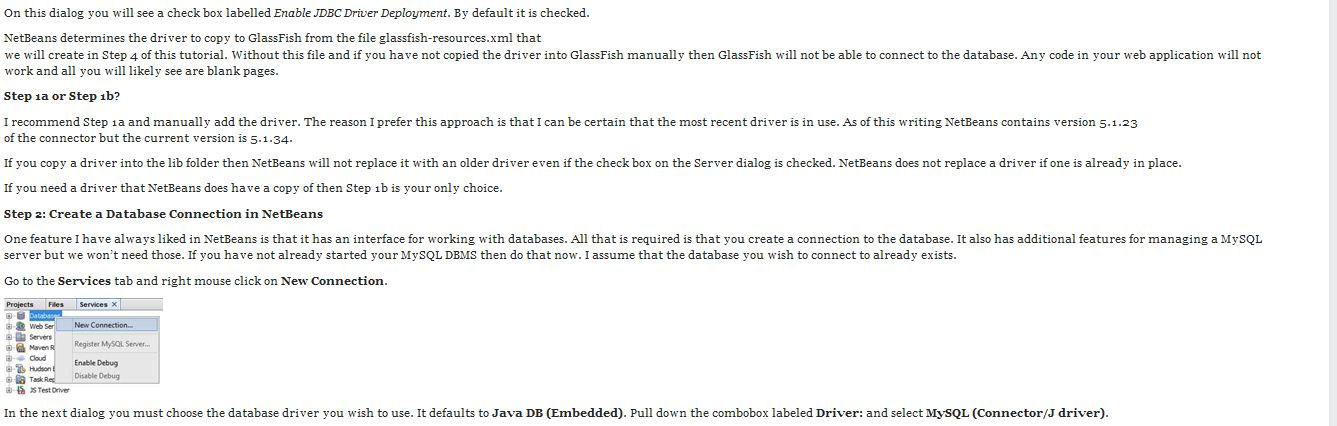 On this dialog you will see a check box labelled Enable JDBC Driver Deployment. By default it is checked.
NetBeans determines the driver to copy to GlassFish from the file glassfish-resources.xml that
we will create in Step 4 of this tutorial. Without this file and if you have not copied the driver into GlassFish manually then GlassFish will not be able to connect to the database. Any code in your web application will not
work and all you will likely see are blank pages.
Step 1a or Step 1b?
I recommend Step 1a and manually add the driver. The reason I prefer this approach is that I can be certain that the most recent driver is in use. As of this writing NetBeans contains version 5.1.23
of the connector but the current version is 5.1.34.
If you copy a driver into the lib folder then NetBeans will not replace it with an older driver even if the check box on the Server dialog is checked. NetBeans does not replace a driver if one is already in place.
If you need a driver that NetBeans does have a copy of then Step 1b is your only choice.
Step 2: Create a Database Connection in NetBeans
One feature I have always liked in NetBeans is that it has an interface for working with databases. All that is required is that you create a connection to the database. It also has additional features for managing a MySQL
server but we won't need those. If you have not already started your MySQL DBMS then do that now. I assume that the database you wish to connect to already exists.
Go to the Services tab and right mouse click on New Connection.
Projects Files Services X
Databases
Web Ser New Connection...
Servers
Maven R Register MySQL Server...
Cloud Enable Debug
Hudson B
Task Rep Disable Debug
JS Test Driver
In the next dialog you must choose the database driver you wish to use. It defaults to Java DB (Embedded). Pull down the combobox labeled Driver: and select MySQL (Connector/J driver).